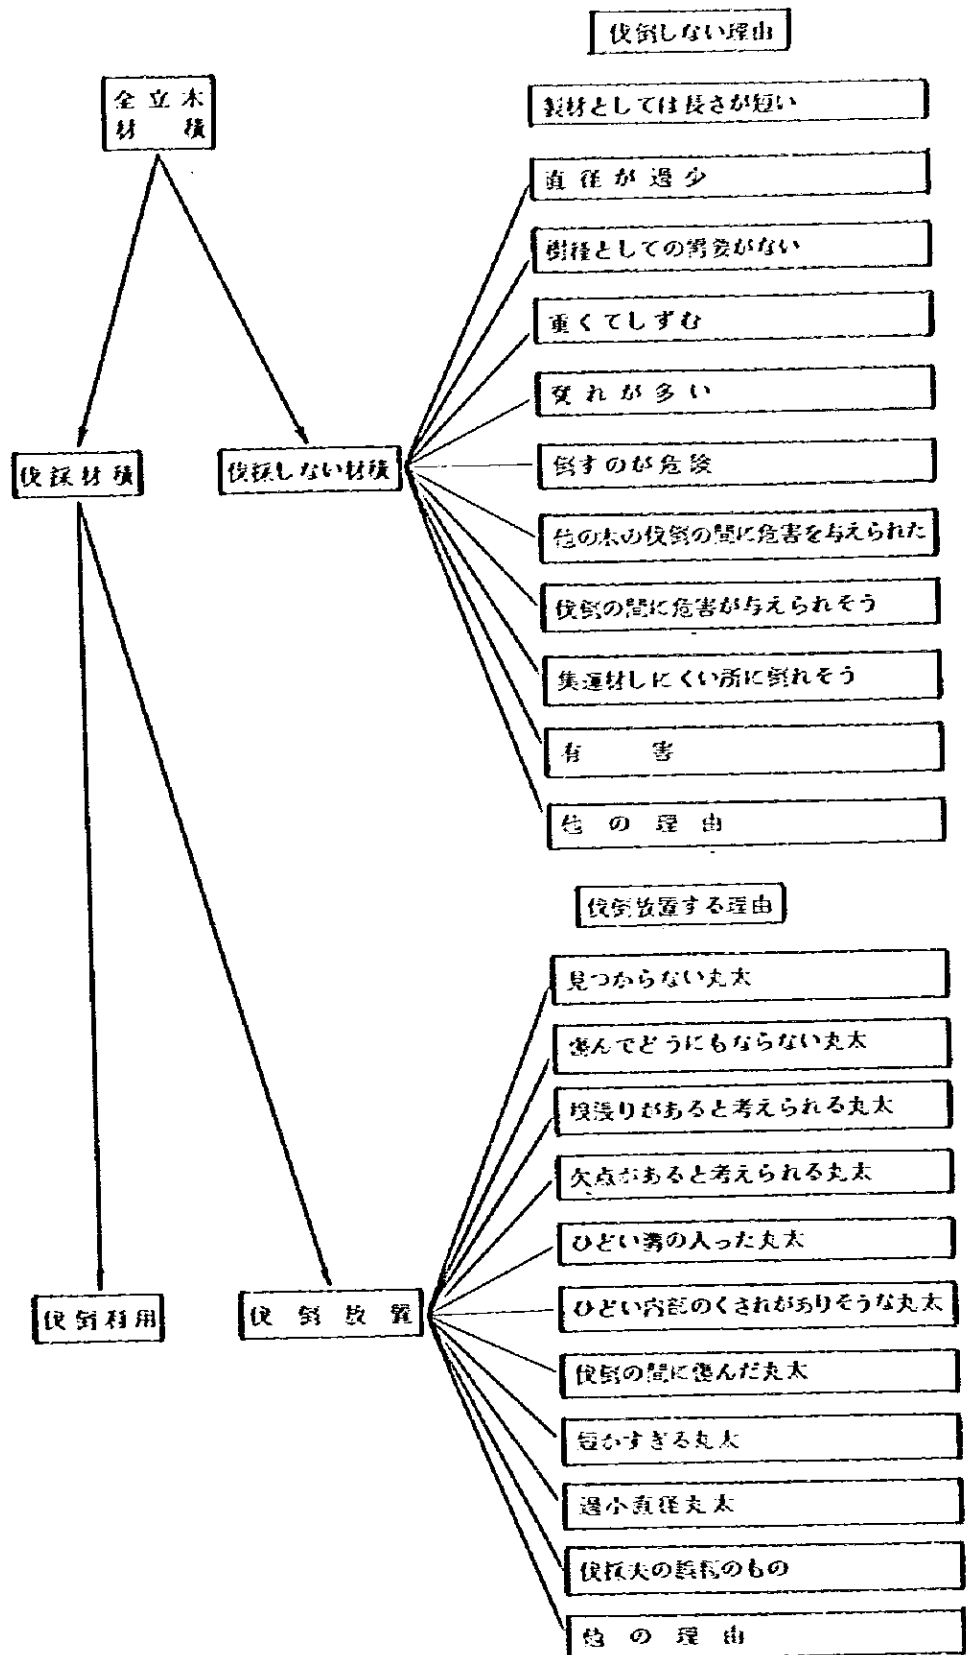 伐倒しない理由
全立木
材積
製材としては長さが短い
直径が過少
樹種としての需要がない
重くてしずむ
れが多い
倒すのが危険
他の木の伐倒の間に危害を与えられた
伐倒の間に危害が与えられそう
集運材しにくい所に倒れそう
有害
他の理由
伐採材積
伐採しない材積
伐倒放置する理由
見つからない丸太
傷んでどうにもならない丸太
があると考えられる丸太
欠点があると考えられる丸太
ひどい の入った丸太
ひどい内部のくされがありそうな丸太
伐倒の間に傷んだ丸太
短かすぎる丸太
過小直径丸太
伐採夫の のもの
他の理由
伐倒利用
伐倒放置